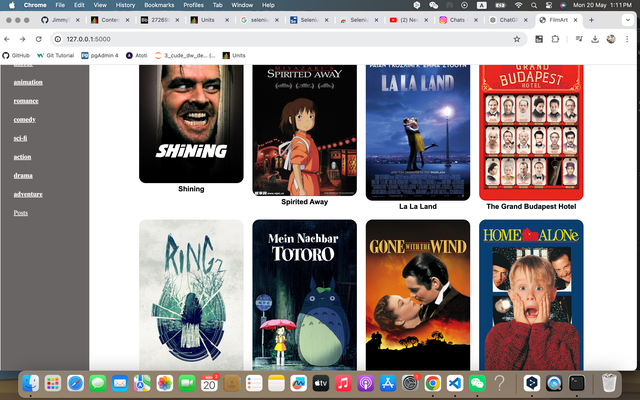 Chrome File Edit View History Bookmarks Profiles Tab Window Help
Mon 20 May 1:11 PM
Jimmy
Conten
27265
Units
seleni
Seleni
Seleni
(2) Ne
Chats
ChatG
FilmArt
127.0.0.1:5000
GitHub
Git Tutorial
pgAdmin 4
Atoti
3_cude_dw_de... (...
Units
animation
romance
comedy
sci-fi
action
drama
adventure
Posts
SHiNiNG
Shining
MIYAZAKI'S
SPIRITED AWAY
Spirited Away
LA LA LAND
La La Land
GRAND
BUDAPEST
HOTEL
The Grand Budapest Hotel
RiNG 2
Mein Nachbar
TOTORO
GONE WITH THE WIND
HOME ALONe
20